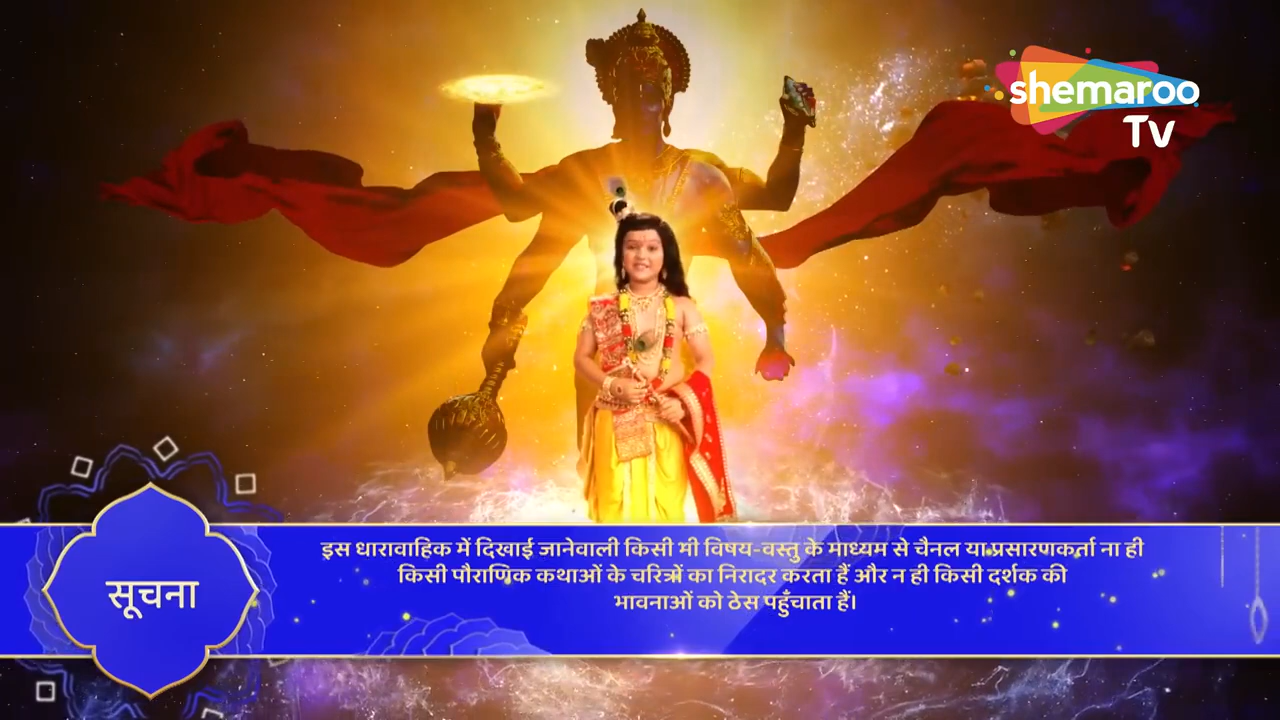 shemaroo
Tv
इस धारावाहिक में दिखाई जानेवाली किसी भी विषय-वस्तु के माध्यम से चैनल या प्रसारणकर्ता ना ही
किसी पौराणिक कथाओं के चरित्रों का निरादर करता हैं और न ही किसी दर्शक की
भावनाओं को ठेस पहुँचाता हैं।
सूचना